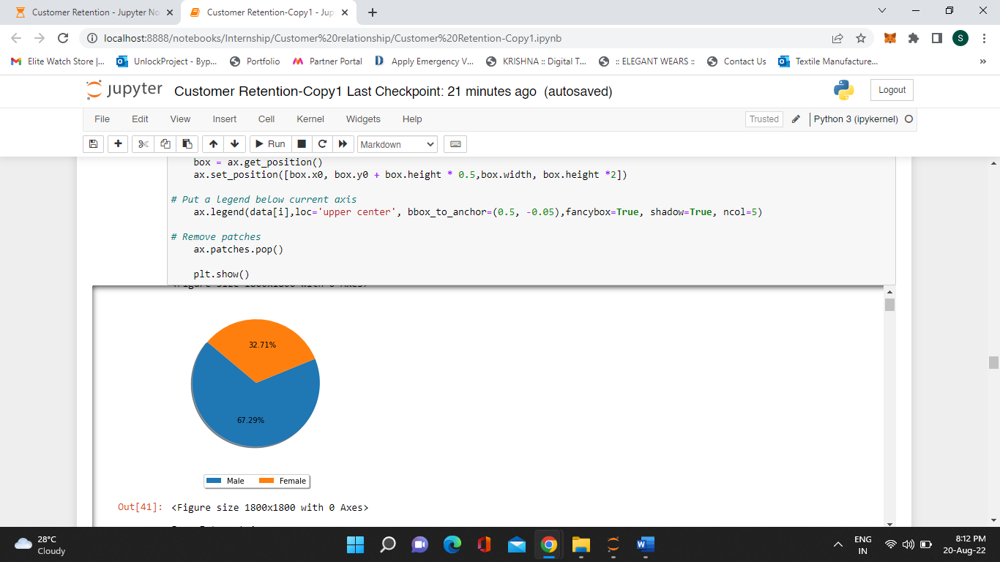 Customer Retention - Jupyter No
Customer Retention-Copy1 - Jup
localhost:8888/notebooks/Internship/Customer%20relationship/Customer%20Retention-Copy1.ipynb
S
Elite Watch Store |...
UnlockProject - Byp...
Portfolio
Partner Portal
Apply Emergency V...
KRISHNA :: Digital T...
:: ELEGANT WEARS ::
Contact Us
Textile Manufacture...
»
jupyter
Customer Retention-Copy1 Last Checkpoint: 21 minutes ago (autosaved)
Logout
File
Edit
View
Insert
Cell
Kernel
Widgets
Help
Trusted
Python 3 (ipykernel)
Run
Markdown
box = ax.get_position()
ax.set_position([box.x0, box.y0 + box.height * 0.5,box.width, box.height *2])
# Put a legend below current axis
ax.legend(data[i],loc='upper center', bbox_to_anchor=(0.5, -0.05),fancybox=True, shadow=True, ncol=5)
# Remove patches
ax.patches.pop()
plt.show()
32.71%
67.29%
Male
Female
Out[41]: <Figure size 1800x1800 with 0 Axes>
28°C
Cloudy
ENG
IN
8:12 PM
20-Aug-22